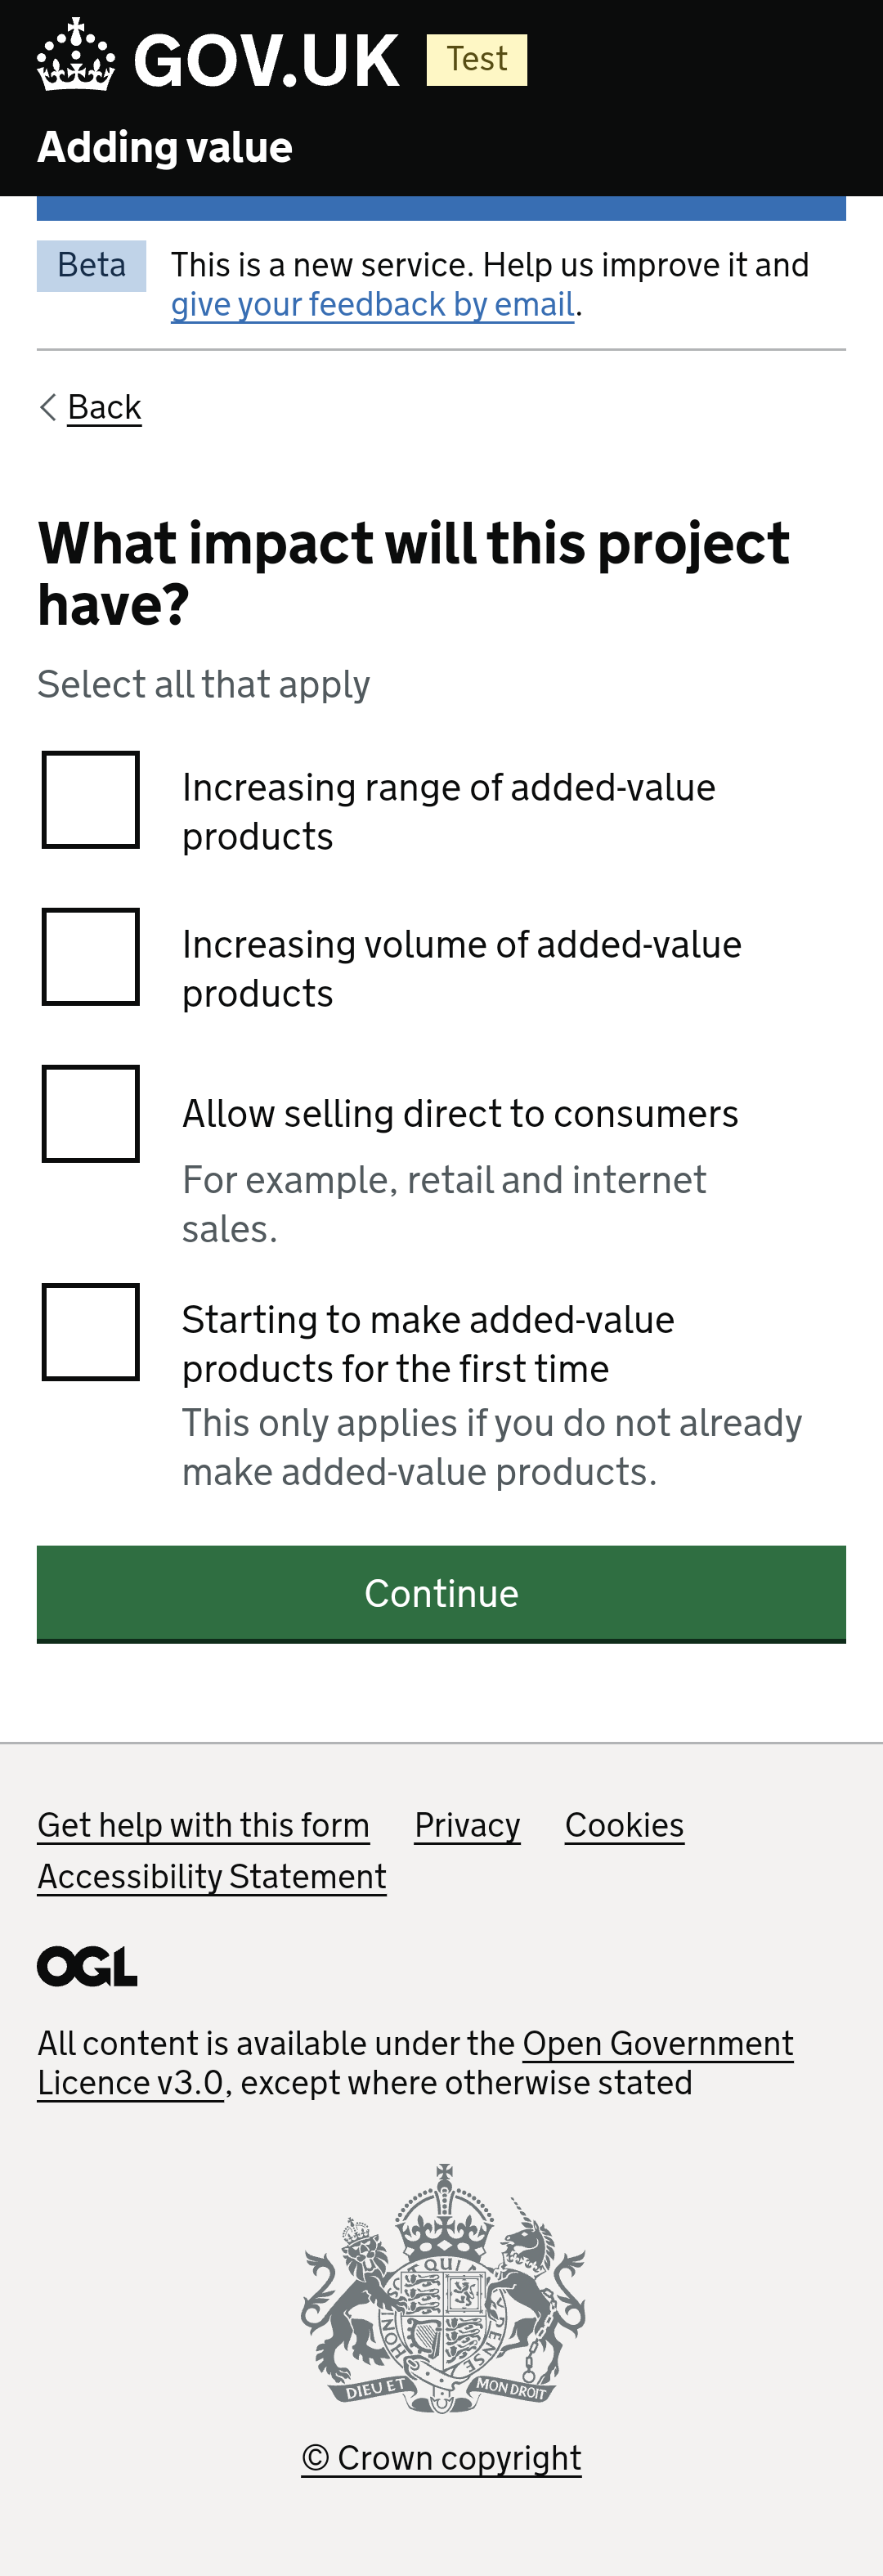 GOV.UK Test
Adding value
Beta This is a new service. Help us improve it and
give your feedback by email.
Back
What impact will this project
have?
Select all that apply
Increasing range of added-value
products
Increasing volume of added-value
products
Allow selling direct to consumers
For example, retail and internet
sales.
Starting to make added-value
products for the first time
This only applies if you do not already
make added-value products.
Continue
Get help with this form Privacy Cookies
Accessibility Statement
OGL
All content is available under the Open Government
Licence v3.0, except where otherwise stated
DIEU ET MON DROIT
© Crown copyright